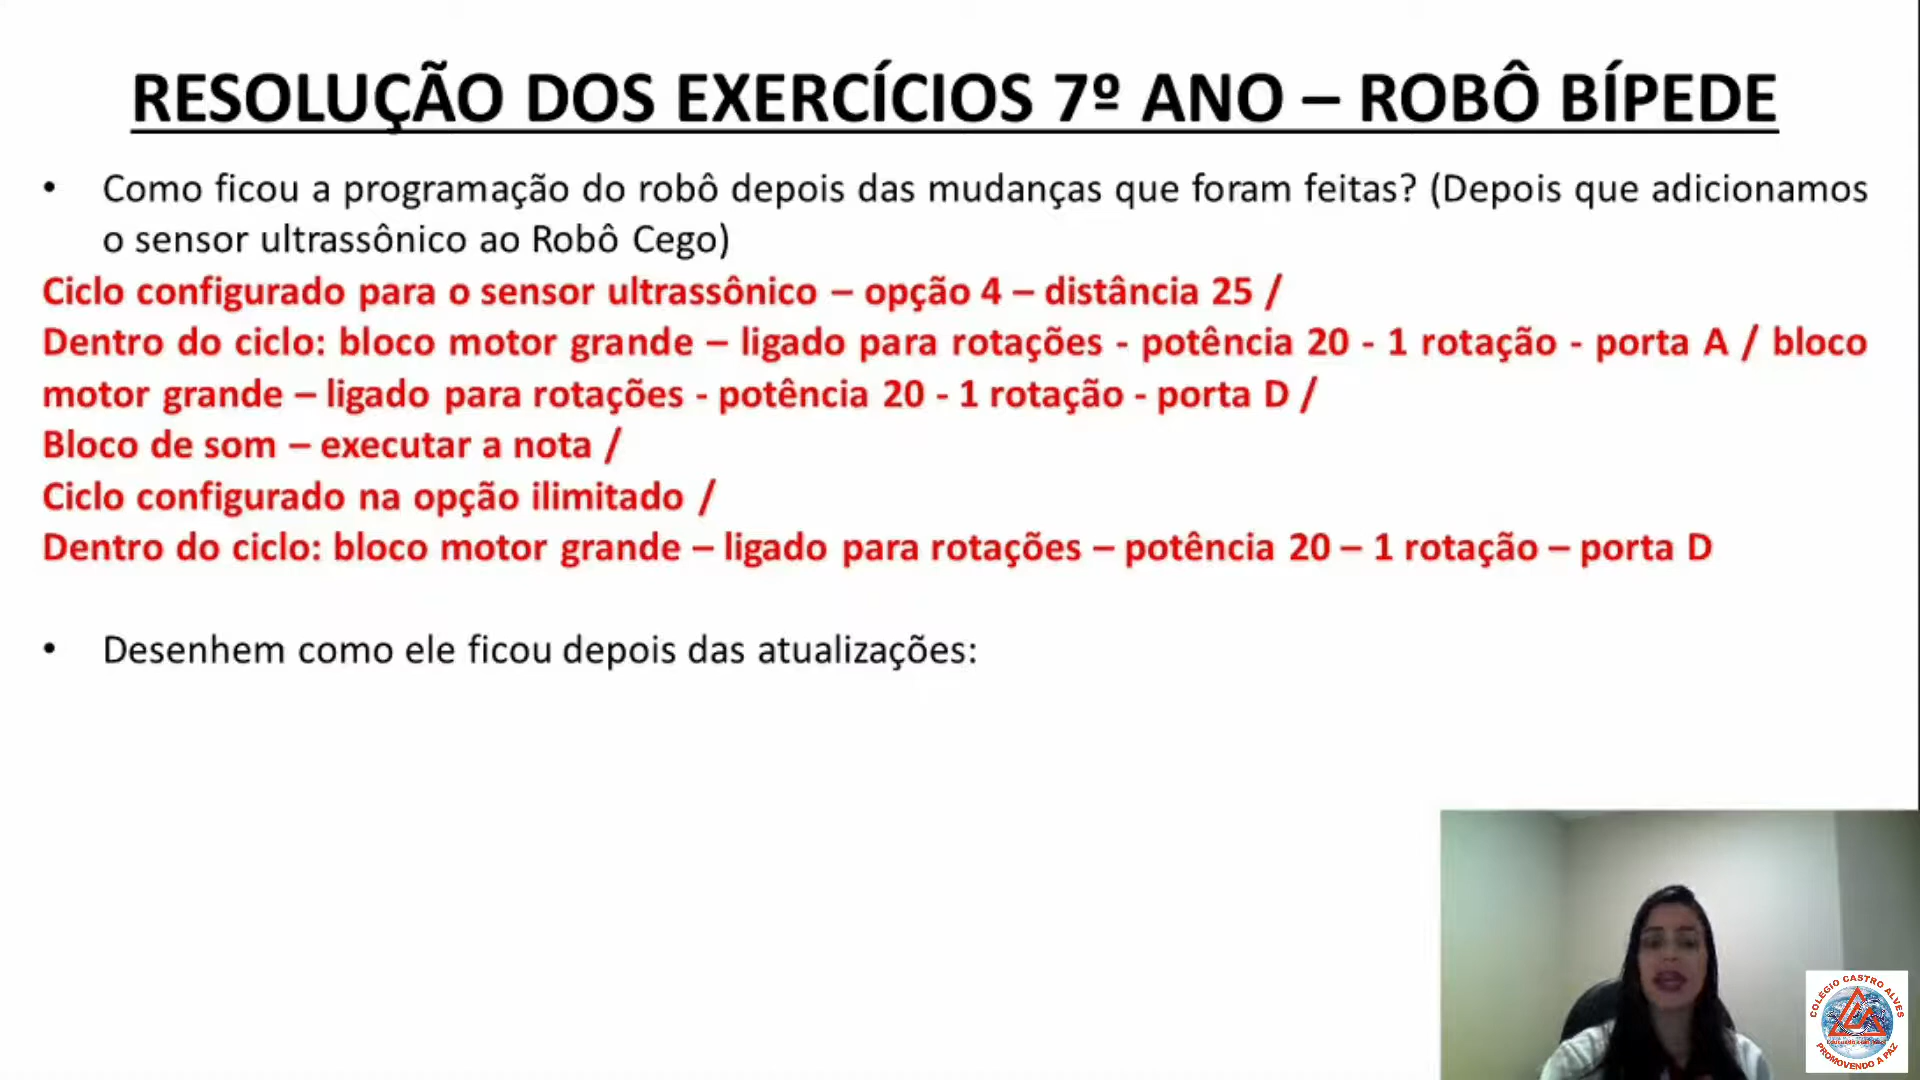 RESOLUÇÃO DOS EXERCÍCIOS 7º ANO – ROBÔ BÍPEDE
• Como ficou a programação do robô depois das mudanças que foram feitas? (Depois que adicionamos
o sensor ultrassônico ao Robô Cego)
Ciclo configurado para o sensor ultrassônico – opção 4 – distância 25 /
Dentro do ciclo: bloco motor grande – ligado para rotações - potência 20 - 1 rotação - porta A / bloco
motor grande – ligado para rotações - potência 20 - 1 rotação - porta D /
Bloco de som – executar a nota /
Ciclo configurado na opção ilimitado /
Dentro do ciclo: bloco motor grande – ligado para rotações – potência 20 – 1 rotação – porta D
• Desenhem como ele ficou depois das atualizações:
COLÉGIO CASTRO ALVES
PROMOVENDO A PAZ